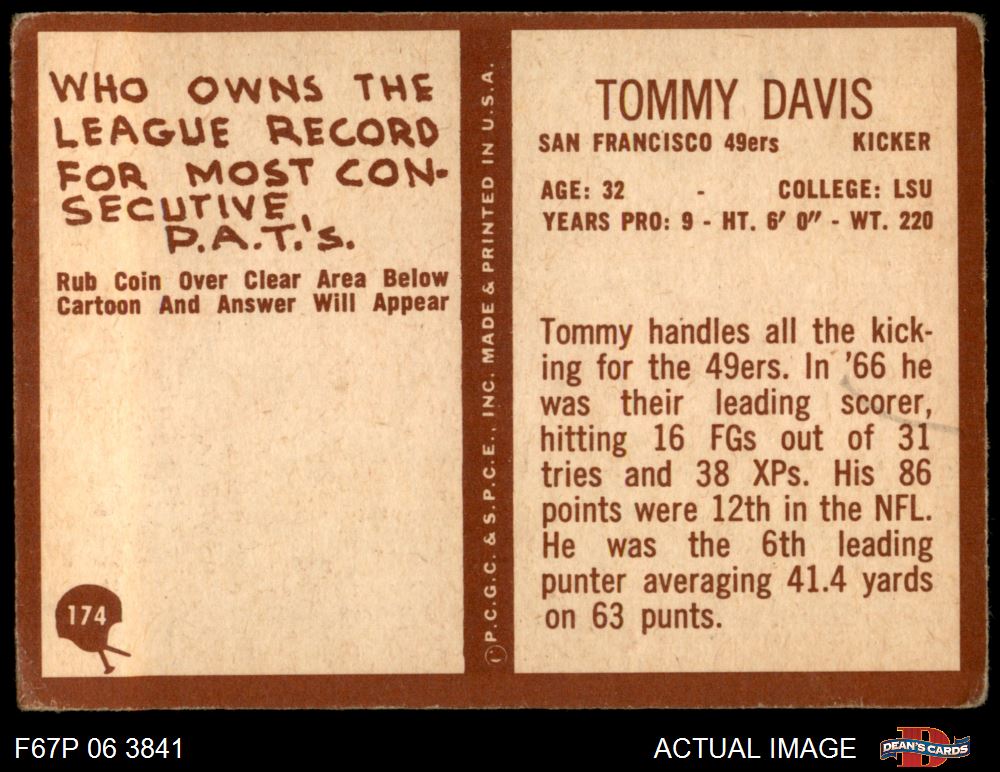 WHO OWNS THE
LEAGUE RECORD
FOR MOST CON-
SECUTIVE
P.A.T.'S.
Rub Coin Over Clear Area Below
Cartoon And Answer Will Appear
174
© P.C.G.C. & S.P.C.E., INC. MADE & PRINTED IN U.S.A.
TOMMY DAVIS
SAN FRANCISCO 49ers KICKER
AGE: 32 - COLLEGE: LSU
YEARS PRO: 9 - HT. 6' 0" - WT. 220
Tommy handles all the kick-
ing for the 49ers. In '66 he
was their leading scorer,
hitting 16 FGs out of 31
tries and 38 XPs. His 86
points were 12th in the NFL.
He was the 6th leading
punter averaging 41.4 yards
on 63 punts.
F67P 06 3841
ACTUAL IMAGE
DEAN'S CARDS